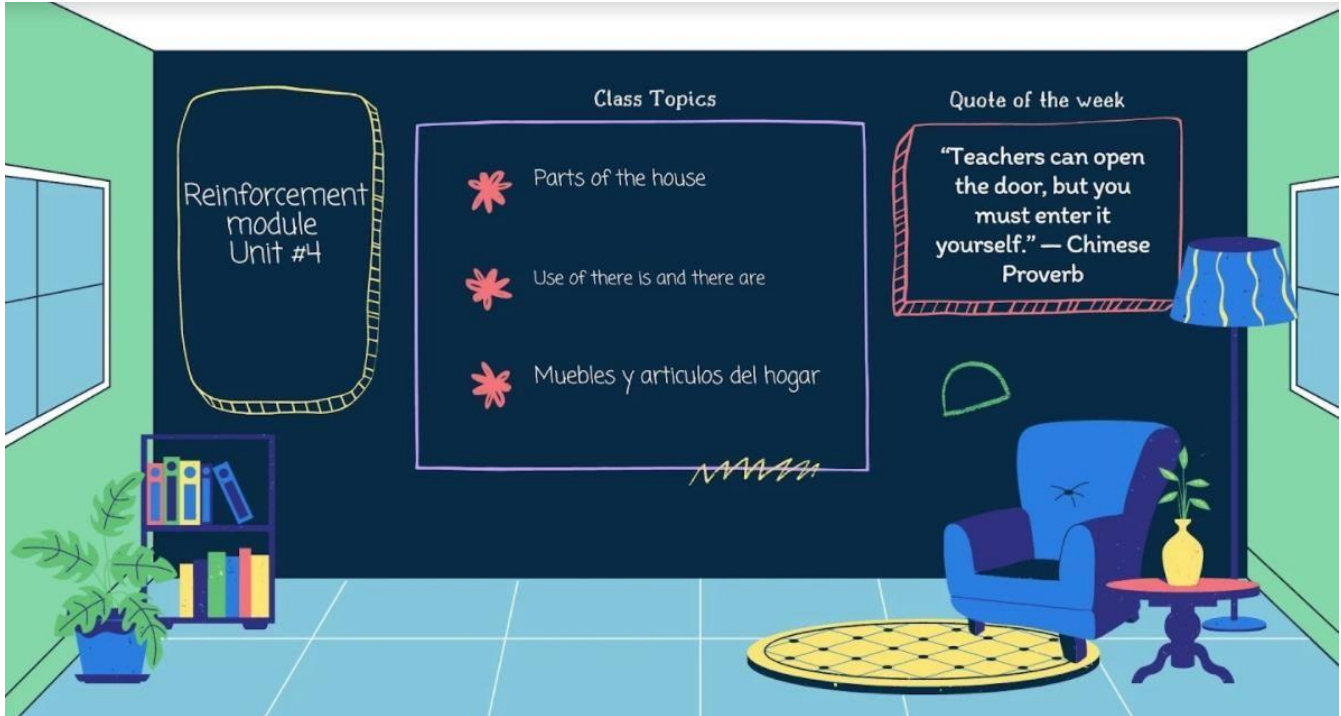 Reinforcement
module
Unit #4
Class Topics
Parts of the house
Use of there is and there are
Muebles y articulos del hogar
Quote of the week
“Teachers can open
the door, but you
must enter it
yourself.” — Chinese
Proverb